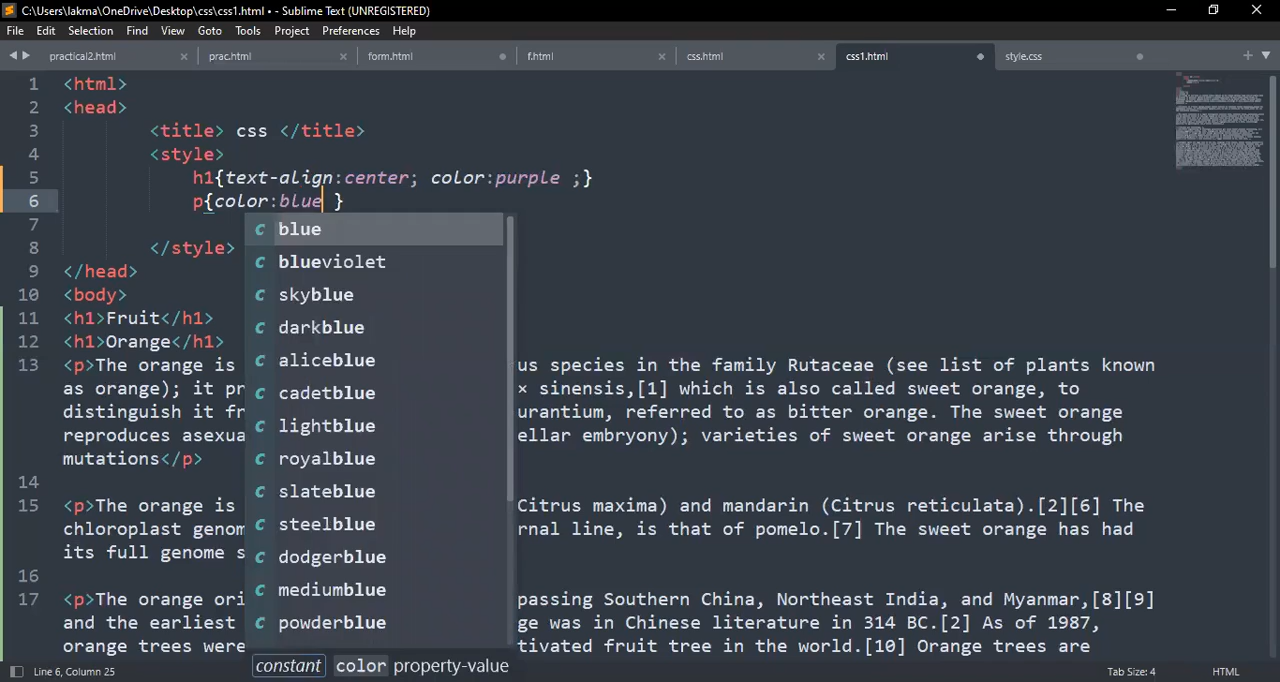 C:\Users\lakma\OneDrive\Desktop\css\css1.html • - Sublime Text (UNREGISTERED)
File Edit Selection Find View Goto Tools Project Preferences Help
practical2.html prac.html form.html f.html css.html css1.html style.css
1 <html>
2 <head>
3 <title> css </title>
4 <style>
5 h1{text-align:center; color:purple ;}
6 p{color:blue }
7
8 </style>
9 </head>
10 <body>
11 <h1>Fruit</h1>
12 <h1>Orange</h1>
13 <p>The orange is us species in the family Rutaceae (see list of plants known
as orange); it pr × sinensis,[1] which is also called sweet orange, to
distinguish it fr urantium, referred to as bitter orange. The sweet orange
reproduces asexua ellar embryony); varieties of sweet orange arise through
mutations</p>
14
15 <p>The orange is Citrus maxima) and mandarin (Citrus reticulata).[2][6] The
chloroplast genom rnal line, is that of pomelo.[7] The sweet orange has had
its full genome s
16
17 <p>The orange ori passing Southern China, Northeast India, and Myanmar,[8][9]
and the earliest ge was in Chinese literature in 314 BC.[2] As of 1987,
orange trees were tivated fruit tree in the world.[10] Orange trees are
c blue
c blueviolet
c skyblue
c darkblue
c aliceblue
c cadetblue
c lightblue
c royalblue
c slateblue
c steelblue
c dodgerblue
c mediumblue
c powderblue
constant color property-value
Line 6, Column 25 Tab Size: 4 HTML